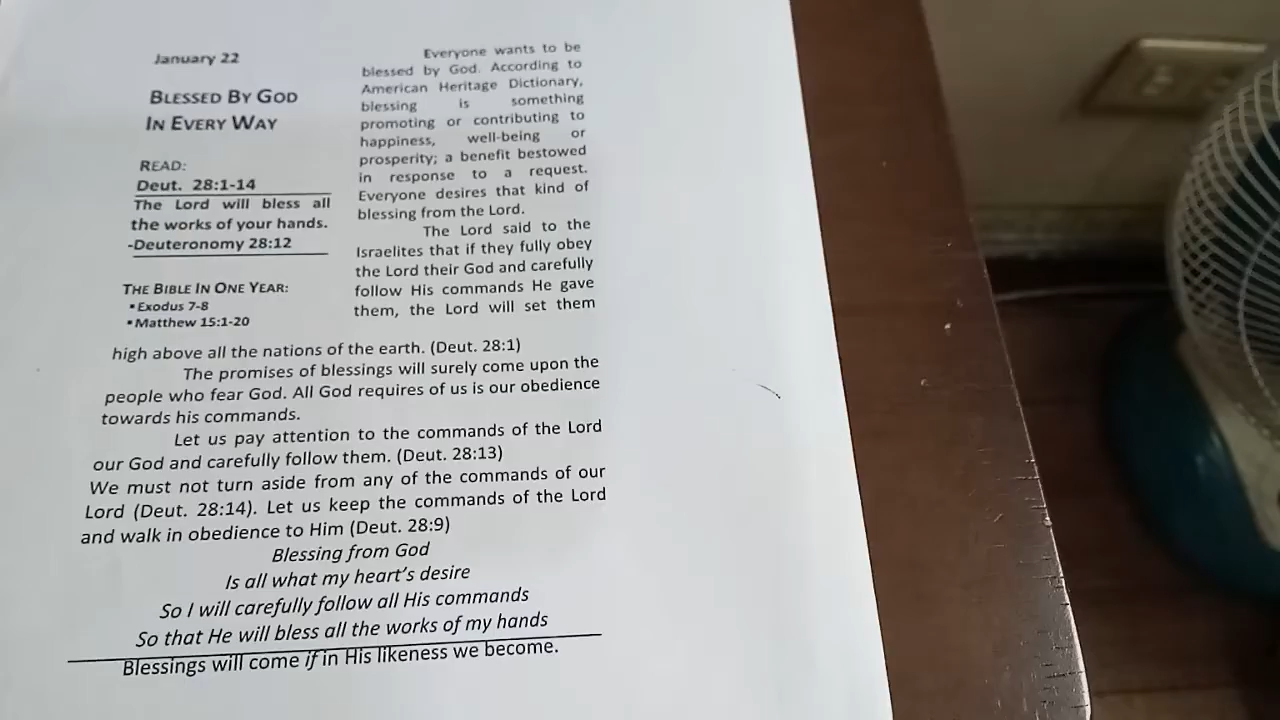 January 22
BLESSED BY GOD
IN EVERY WAY
READ:
Deut. 28:1-14
The Lord will bless all
the works of your hands.
-Deuteronomy 28:12
THE BIBLE IN ONE YEAR:
▪Exodus 7-8
▪Matthew 15:1-20
Everyone wants to be
blessed by God. According to
American Heritage Dictionary,
blessing is something
promoting or contributing to
happiness, well-being or
prosperity; a benefit bestowed
in response to a request.
Everyone desires that kind of
blessing from the Lord.
The Lord said to the
Israelites that if they fully obey
the Lord their God and carefully
follow His commands He gave
them, the Lord will set them
high above all the nations of the earth. (Deut. 28:1)
The promises of blessings will surely come upon the
people who fear God. All God requires of us is our obedience
towards his commands.
Let us pay attention to the commands of the Lord
our God and carefully follow them. (Deut. 28:13)
We must not turn aside from any of the commands of our
Lord (Deut. 28:14). Let us keep the commands of the Lord
and walk in obedience to Him (Deut. 28:9)
Blessing from God
Is all what my heart's desire
So I will carefully follow all His commands
So that He will bless all the works of my hands
Blessings will come if in His likeness we become.